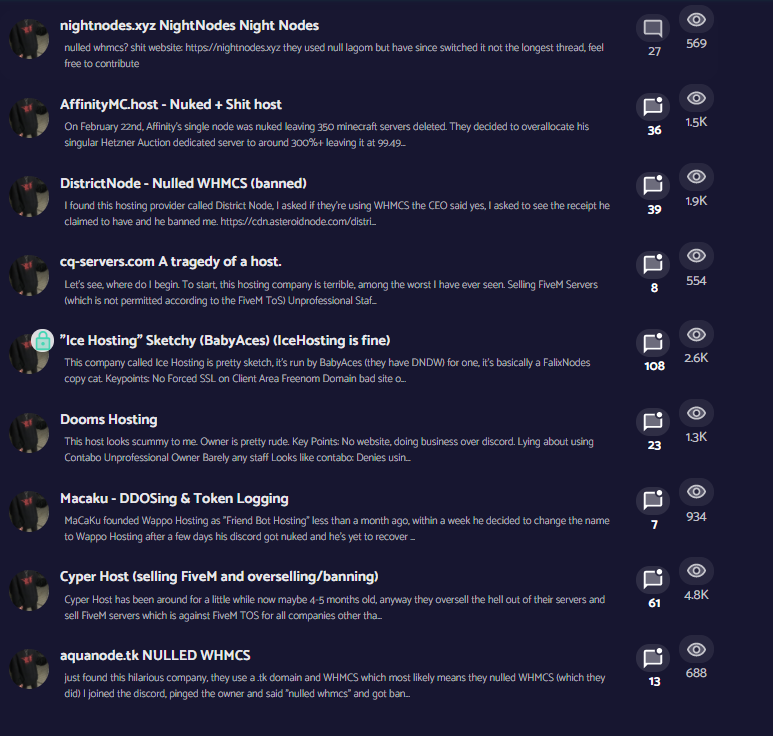 nightnodes.xyz NightNodes Night Nodes
nulled whmcs? shit website: https://nightnodes.xyz they used null lagom but have since switched it not the longest thread, feel
free to contribute
27
569
AffinityMC.host - Nuked + Shit host
On February 22nd, Affinity's single node was nuked leaving 350 minecraft servers deleted. They decided to overallocate his
singular Hetzner Auction dedicated server to around 300%+ leaving it at 99.49...
36
1.5K
DistrictNode - Nulled WHMCS (banned)
I found this hosting provider called District Node, I asked if they're using WHMCS the CEO said yes, I asked to see the receipt he
claimed to have and he banned me. https://cdn.asteroidnode.com/distri...
39
1.9K
cq-servers.com A tragedy of a host.
Let's see, where do I begin. To start, this hosting company is terrible, among the worst I have ever seen. Selling FiveM Servers
(which is not permitted according to the FiveM ToS) Unprofessional Staf...
8
554
"Ice Hosting" Sketchy (BabyAces) (IceHosting is fine)
This company called Ice Hosting is pretty sketch, it's run by BabyAces (they have DNDW) for one, it's basically a FalixNodes
copy cat. Keypoints: No Forced SSL on Client Area Freenom Domain bad site o...
108
2.6K
Dooms Hosting
This host looks scummy to me. Owner is pretty rude. Key Points: No website, doing business over discord. Lying about using
Contabo Unprofessional Owner Barely any staff Looks like contabo: Denies usin...
23
1.3K
Macaku - DDOSing & Token Logging
MaCaKu founded Wappo Hosting as "Friend Bot Hosting" less than a month ago, within a week he decided to change the name
to Wappo Hosting after a few days his discord got nuked and he's yet to recover ...
7
934
Cyper Host (selling FiveM and overselling/banning)
Cyper Host has been around for a little while now maybe 4-5 months old, anyway they oversell the hell out of their servers and
sell FiveM servers which is against FiveM TOS for all companies other tha...
61
4.8K
aquanode.tk NULLED WHMCS
just found this hilarious company, they use a .tk domain and WHMCS which most likely means they nulled WHMCS (which they
did) I joined the discord, pinged the owner and said "nulled whmcs" and got ban...
13
688